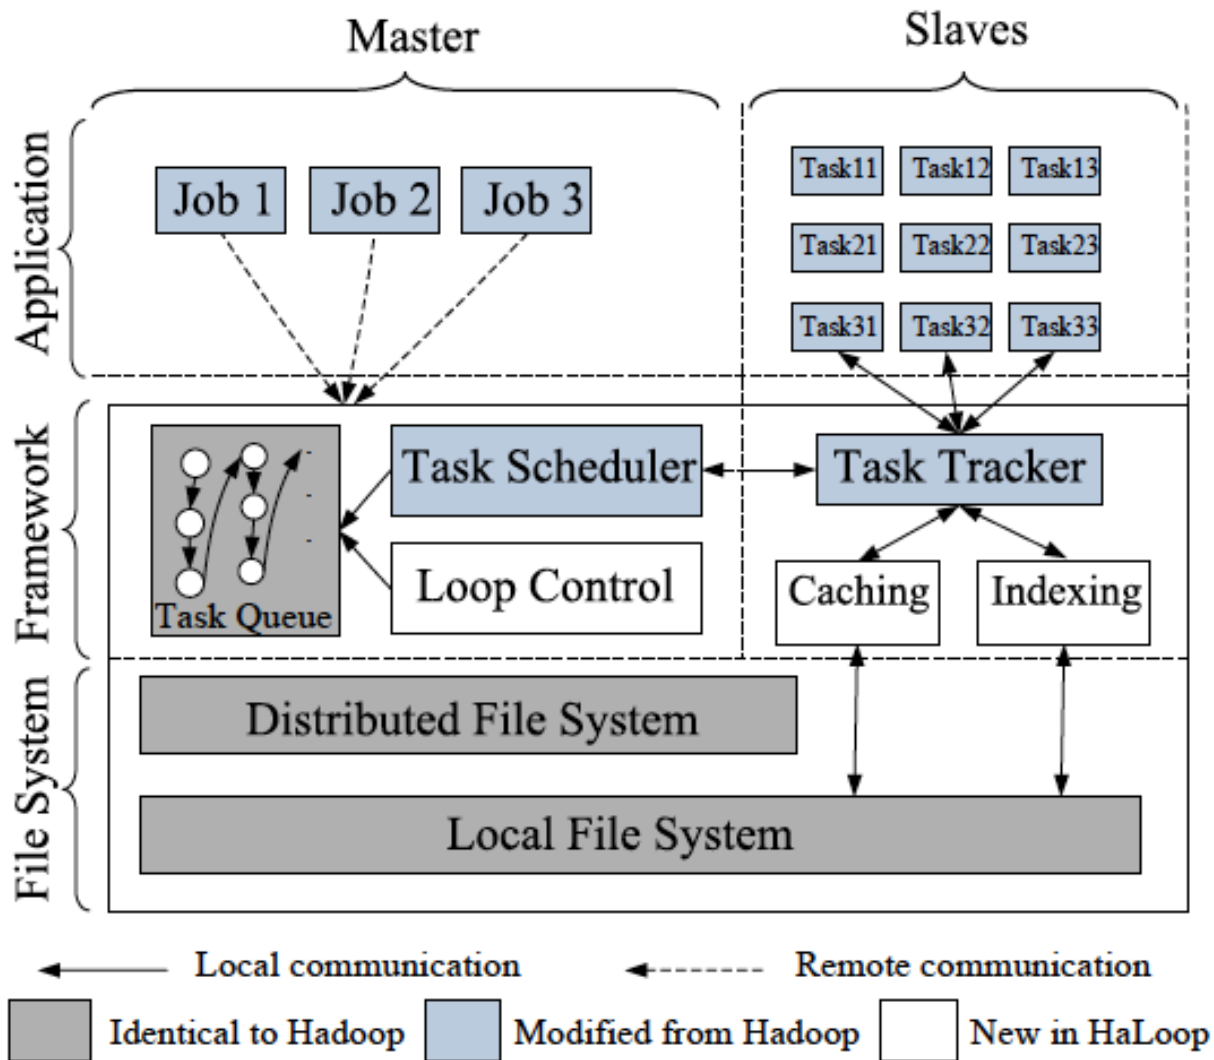 Master
Slaves
Application
Job 1
Job 2
Job 3
Task11
Task12
Task13
Task21
Task22
Task23
Task31
Task32
Task33
Framework
Task Queue
Task Scheduler
Loop Control
Task Tracker
Caching
Indexing
File System
Distributed File System
Local File System
Local communication
Remote communication
Identical to Hadoop
Modified from Hadoop
New in HaLoop